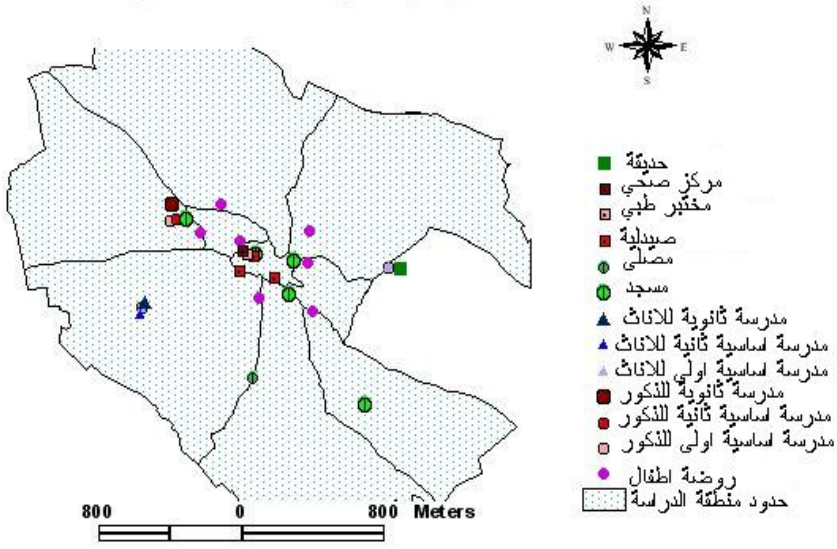 N
W E
S
حديقة
مركز صحي
مختبر طبي
صيدلية
مصلى
مسجد
مدرسة ثانوية للاناث
مدرسة اساسية ثانية للاناث
مدرسة اساسية اولى للاناث
مدرسة ثانوية للذكور
مدرسة اساسية ثانية للذكور
مدرسة اساسية اولى للذكور
روضة اطفال
حدود منطقة الدراسة
800 0 800 Meters